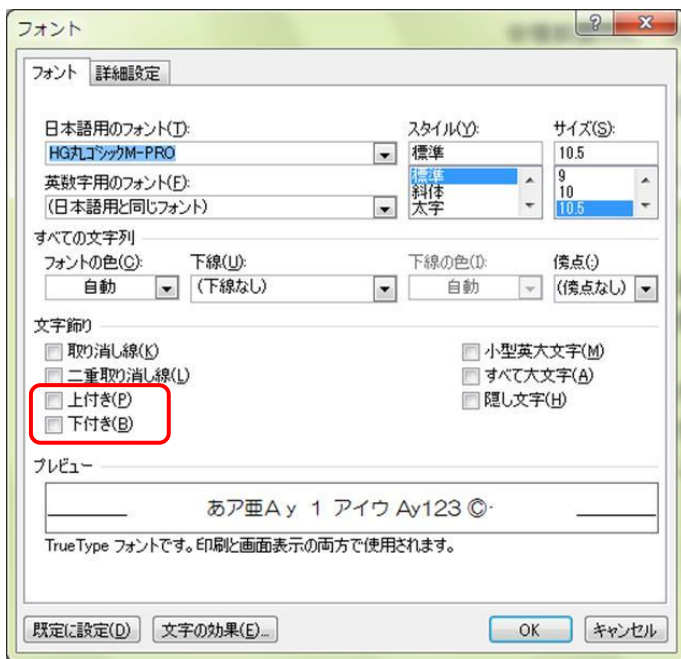 フォント
フォント 詳細設定
日本語用のフォント(T): スタイル(Y): サイズ(S):
HG丸ゴシックM-PRO 標準 10.5
英数字用のフォント(F): 標準 9
斜体 10
(日本語用と同じフォント) 太字 10.5
すべての文字列
フォントの色(C): 下線(U): 下線の色(I): 傍点(:)
自動 (下線なし) 自動 (傍点なし)
文字飾り
取り消し線(K) 小型英大文字(M)
二重取り消し線(L) すべて大文字(A)
上付き(P) 隠し文字(H)
下付き(B)
プレビュー
あア亜Ay 1 アイウ Ay123 ©·
TrueType フォントです。印刷と画面表示の両方で使用されます。
既定に設定(D) 文字の効果(E)... OK キャンセル